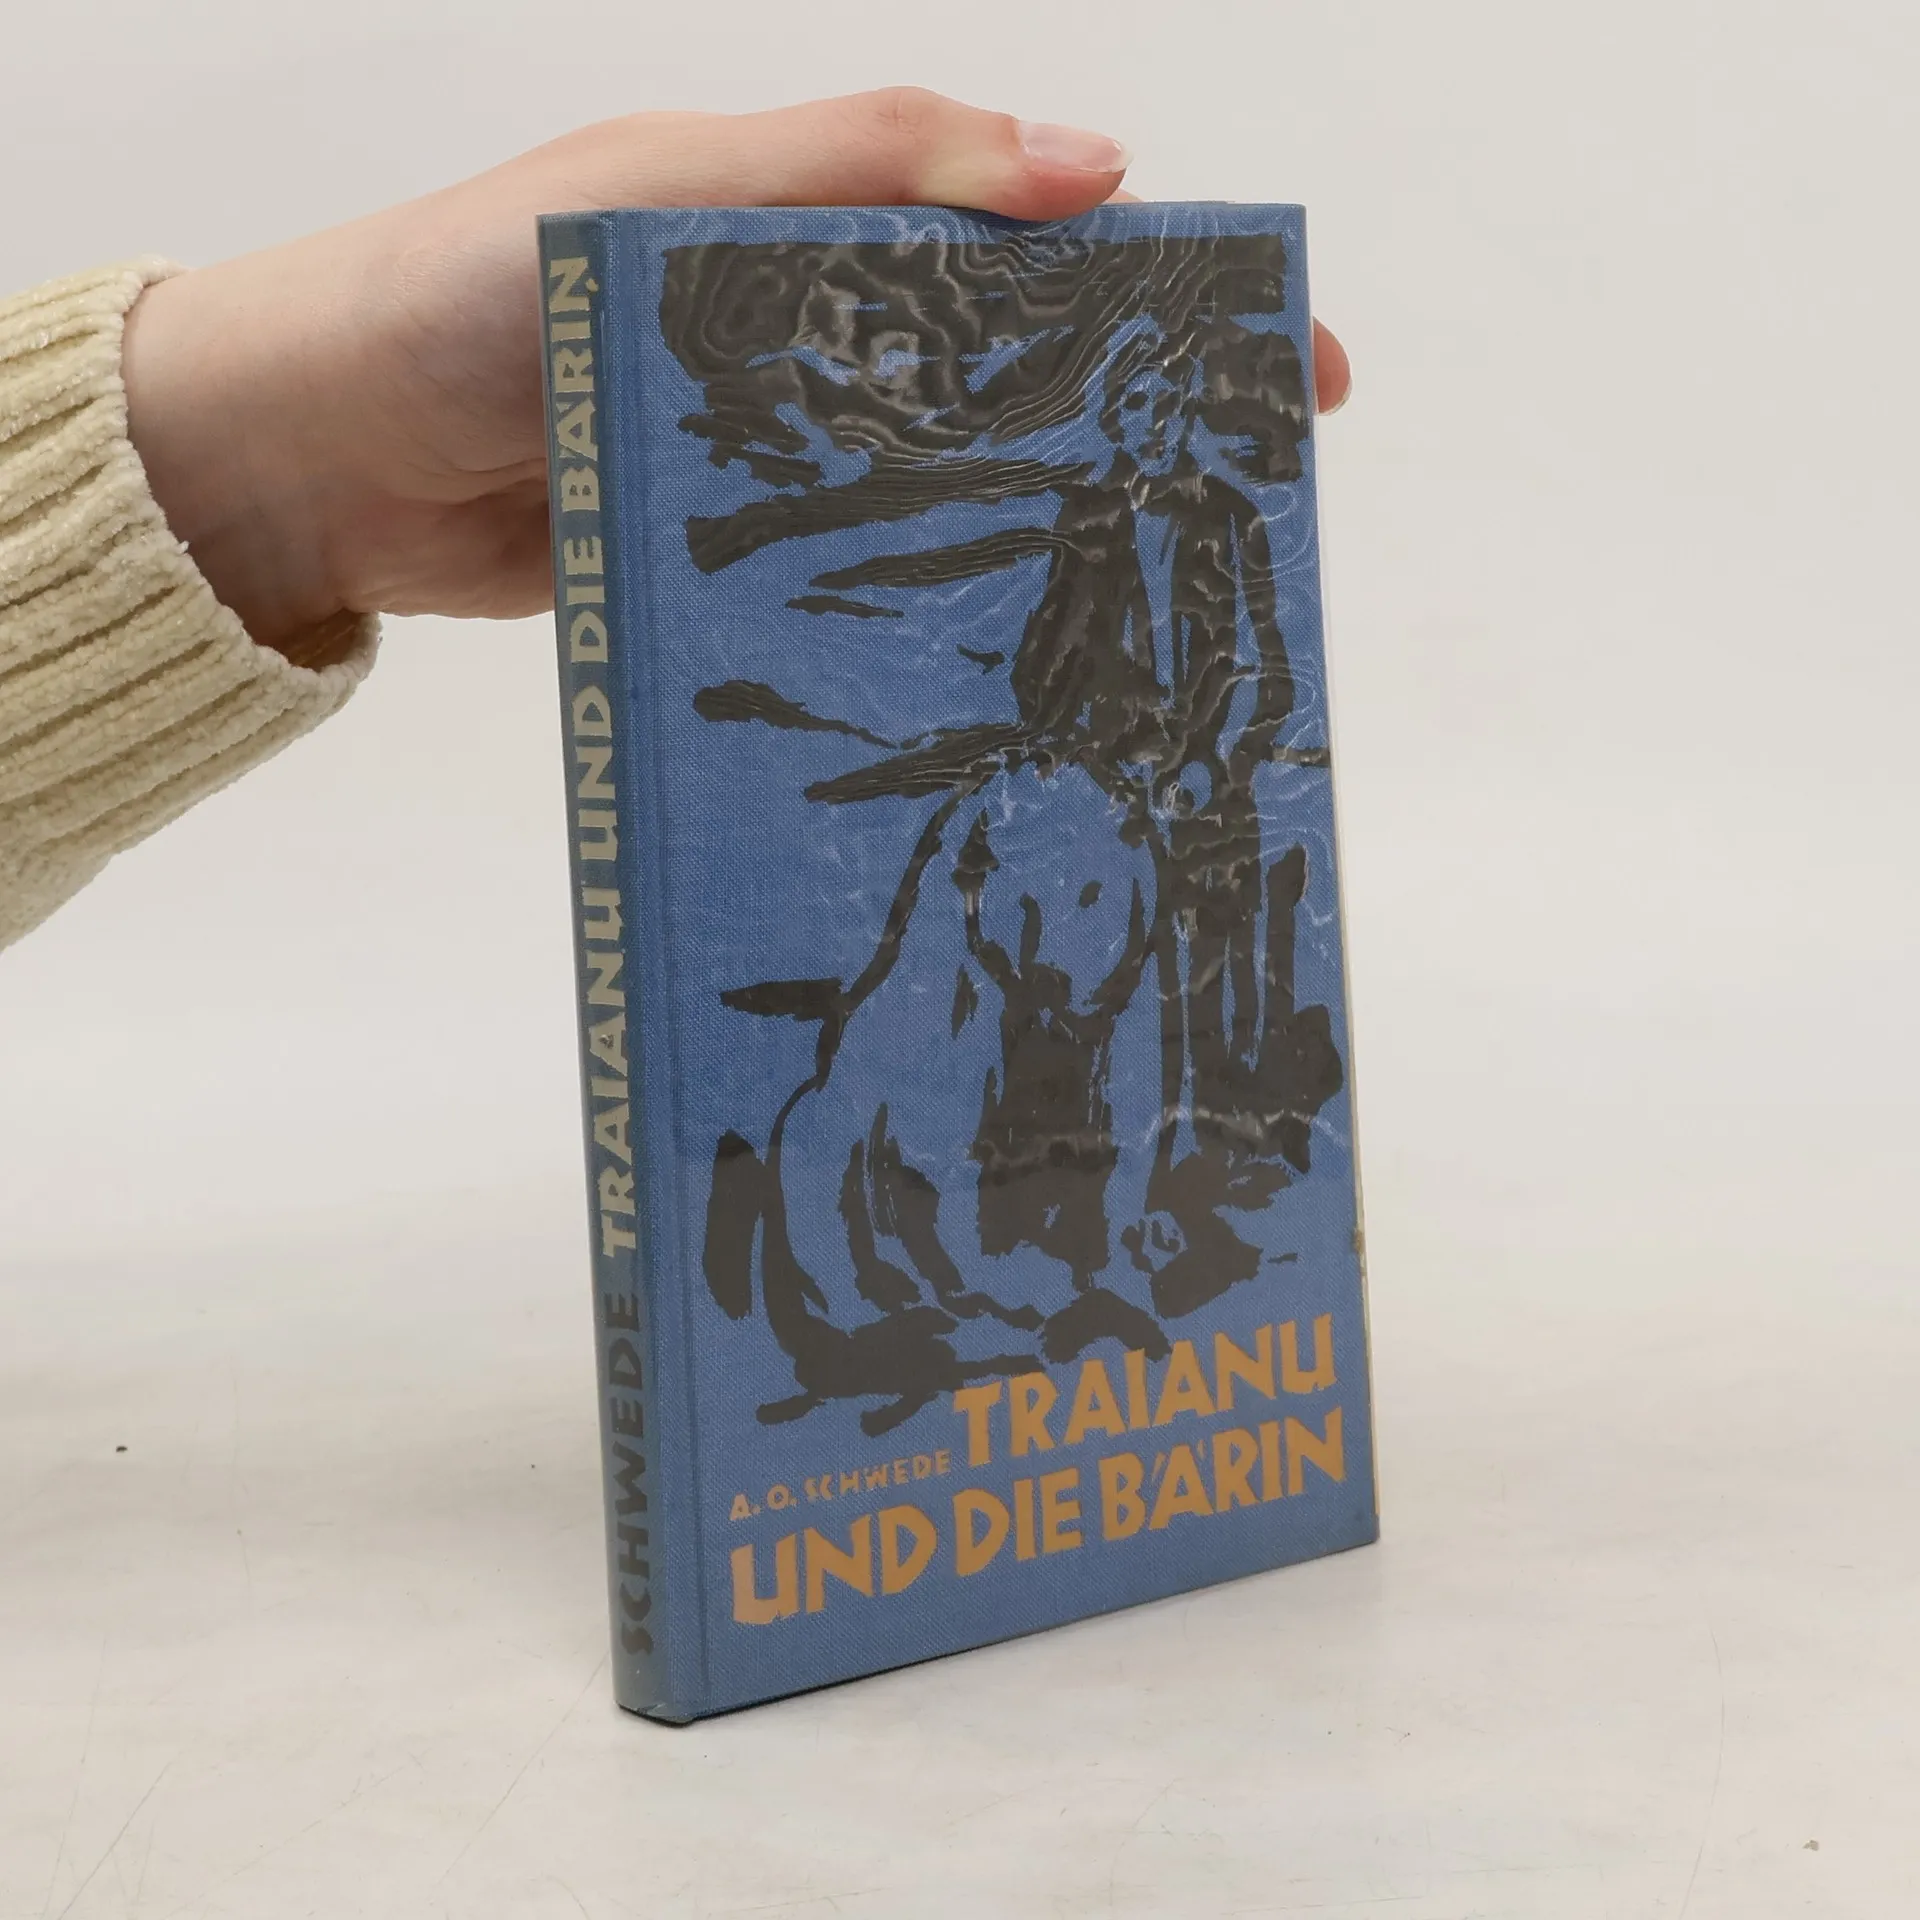 SCHWEDE TRAIANU UND DIE BÄRIN
TRAIANU
A. O. SCHWEDE
UND DIE BÄRIN